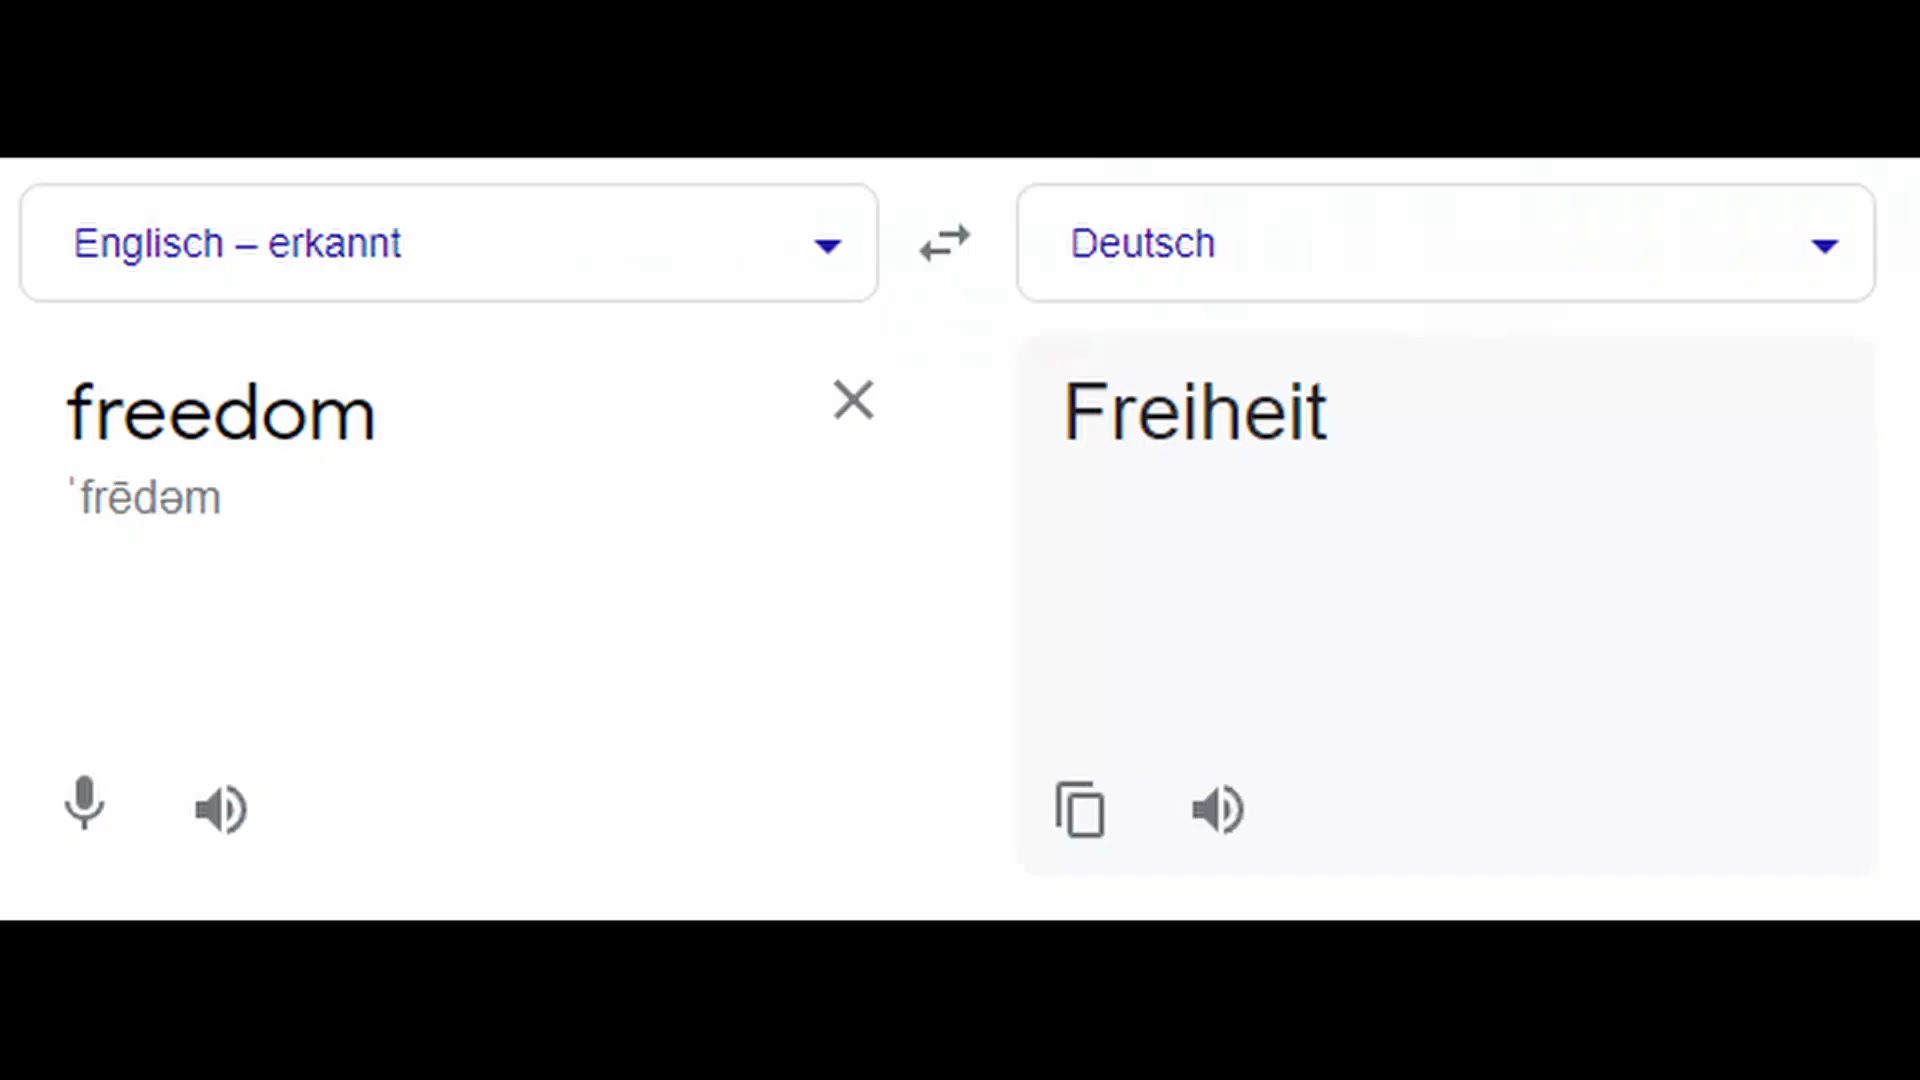 Englisch – erkannt
Deutsch
freedom
ˈfrēdəm
Freiheit